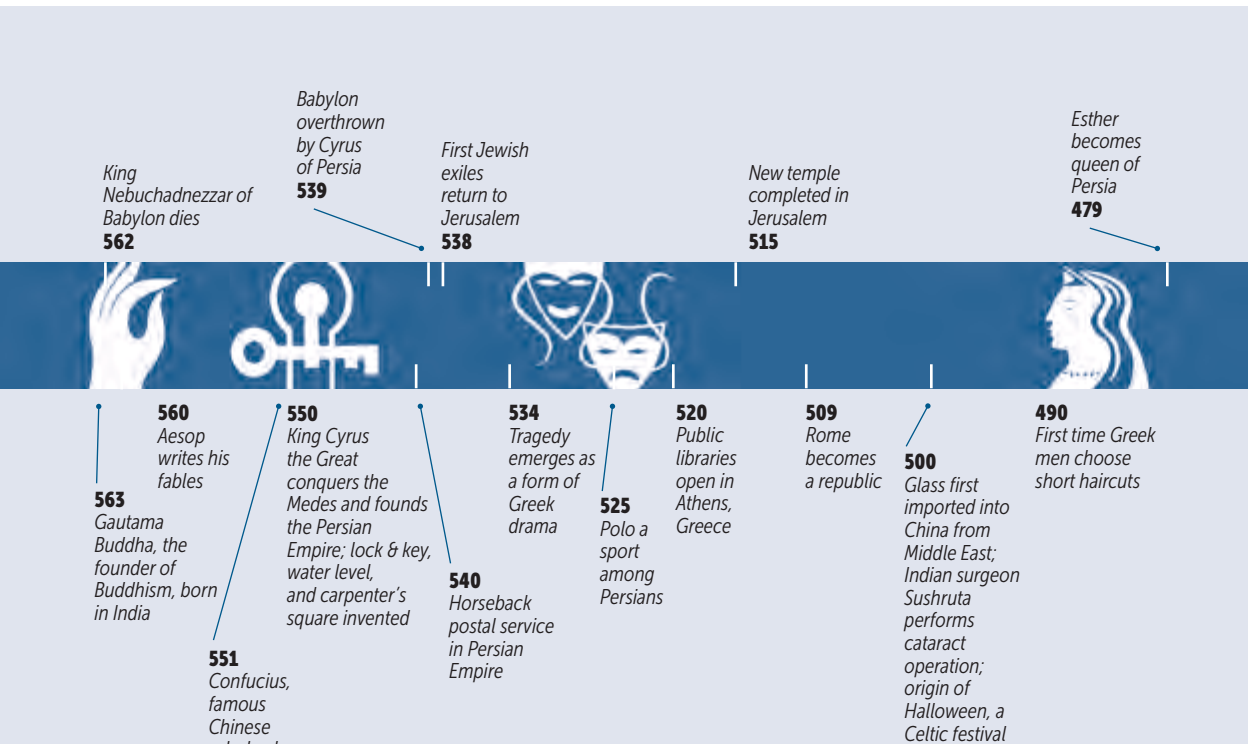 King
Nebuchadnezzar of
Babylon dies
562
Babylon
overthrown
by Cyrus
of Persia
539
First Jewish
exiles
return to
Jerusalem
538
New temple
completed in
Jerusalem
515
Esther
becomes
queen of
Persia
479
563
Gautama
Buddha, the
founder of
Buddhism, born
in India
560
Aesop
writes his
fables
551
Confucius,
famous
Chinese
550
King Cyrus
the Great
conquers the
Medes and founds
the Persian
Empire; lock & key,
water level,
and carpenter's
square invented
540
Horseback
postal service
in Persian
Empire
534
Tragedy
emerges as
a form of
Greek
drama
525
Polo a
sport
among
Persians
520
Public
libraries
open in
Athens,
Greece
509
Rome
becomes
a republic
500
Glass first
imported into
China from
Middle East;
Indian surgeon
Sushruta
performs
cataract
operation;
origin of
Halloween, a
Celtic festival
490
First time Greek
men choose
short haircuts